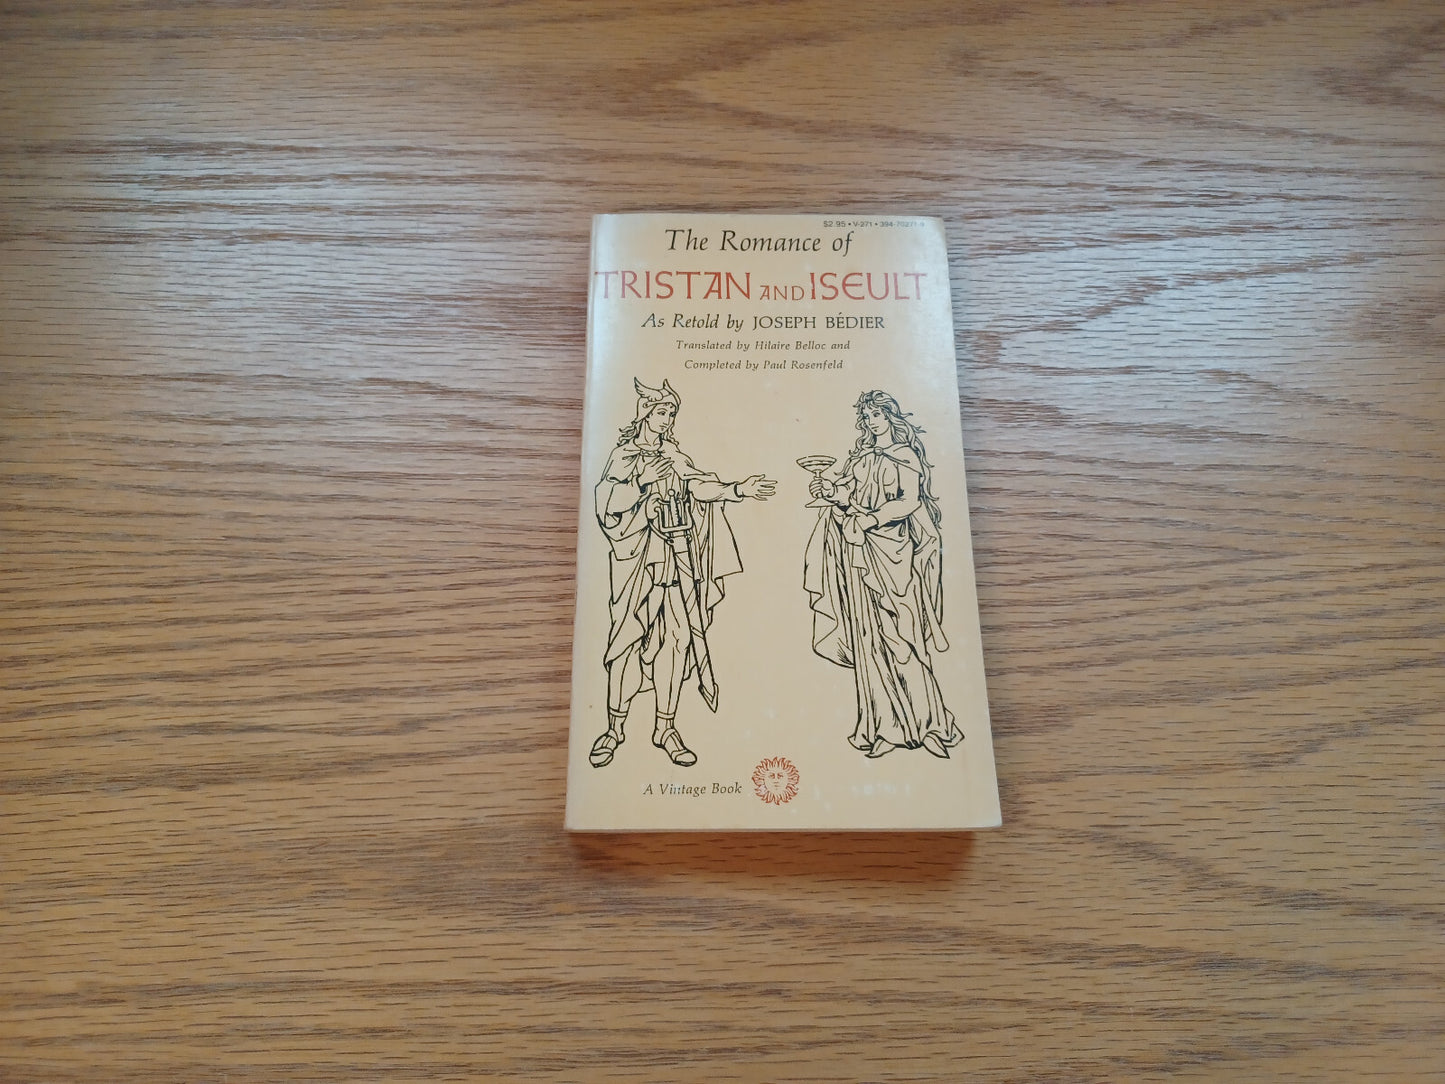 $2.95 • V-271 • 394-70271-9
The Romance of
TRISTAN AND ISEULT
As Retold by JOSEPH BÉDIER
Translated by Hilaire Belloc and
Completed by Paul Rosenfeld
A Vintage Book